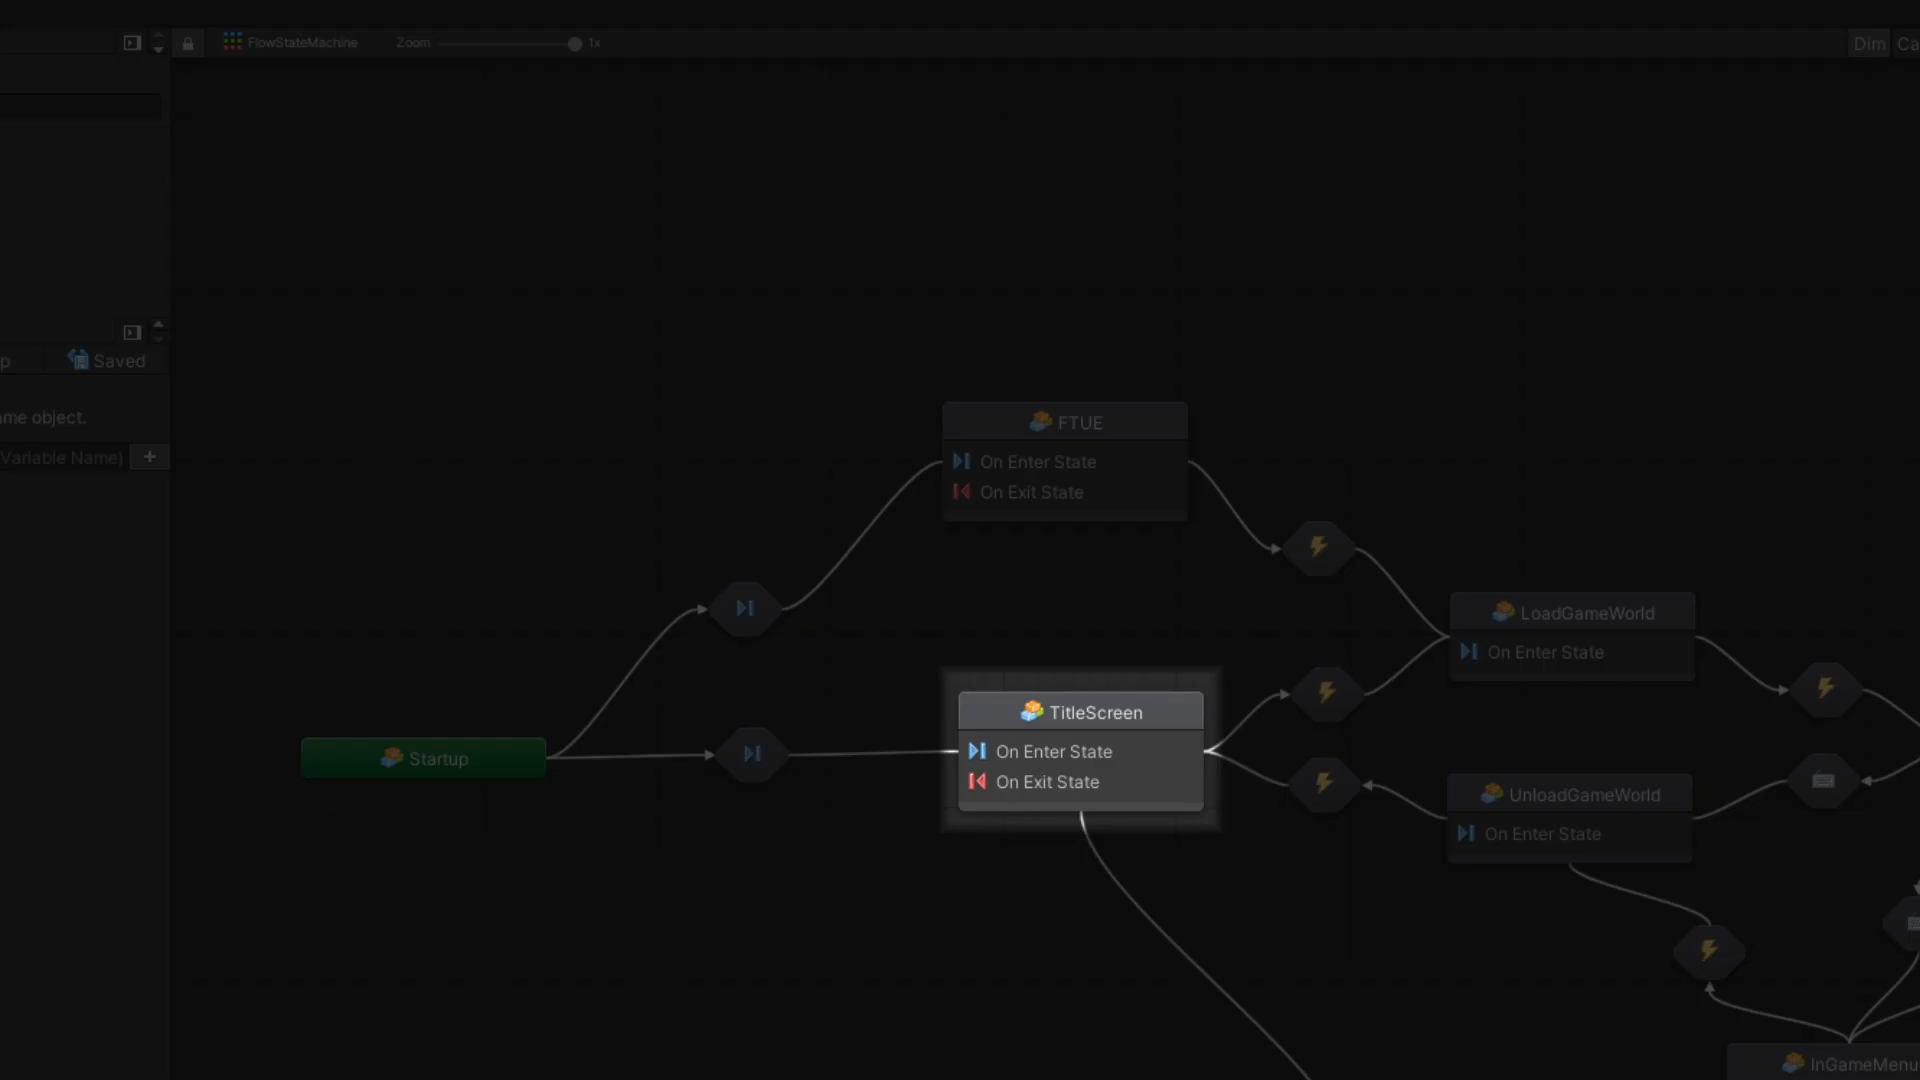 FlowStateMachine Zoom 1x Dim Ca
p Saved
ame object.
Variable Name) +
FTUE
On Enter State
On Exit State
LoadGameWorld
On Enter State
TitleScreen
On Enter State
On Exit State
Startup
UnloadGameWorld
On Enter State
InGameMenu